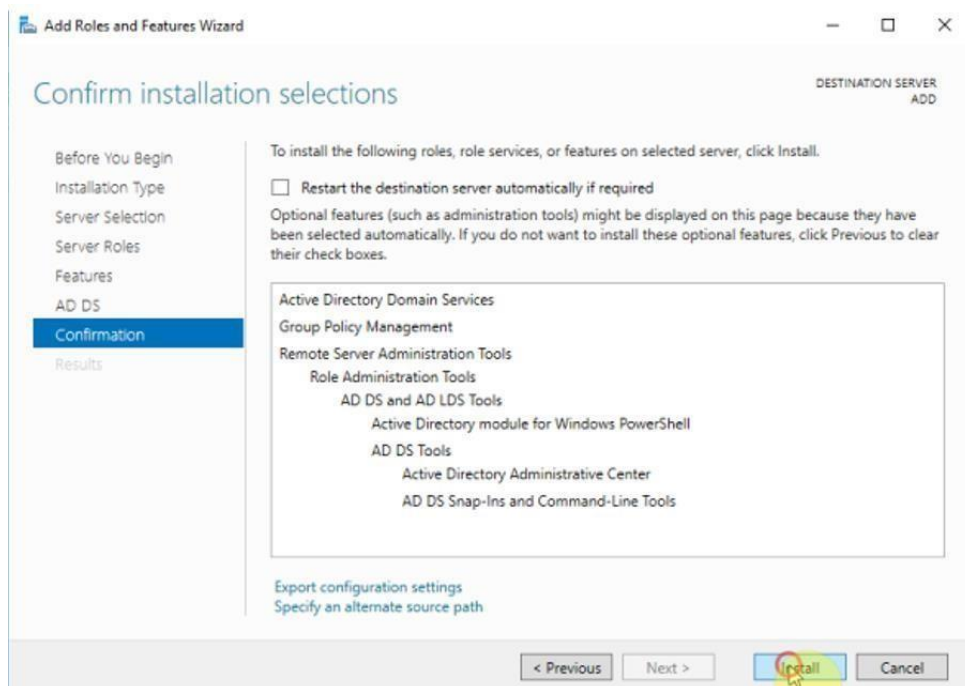 Add Roles and Features Wizard
Confirm installation selections
DESTINATION SERVER
ADD
Before You Begin
Installation Type
Server Selection
Server Roles
Features
AD DS
Confirmation
Results
To install the following roles, role services, or features on selected server, click Install.
Restart the destination server automatically if required
Optional features (such as administration tools) might be displayed on this page because they have
been selected automatically. If you do not want to install these optional features, click Previous to clear
their check boxes.
Active Directory Domain Services
Group Policy Management
Remote Server Administration Tools
Role Administration Tools
AD DS and AD LDS Tools
Active Directory module for Windows PowerShell
AD DS Tools
Active Directory Administrative Center
AD DS Snap-Ins and Command-Line Tools
Export configuration settings
Specify an alternate source path
< Previous
Next >
Install
Cancel